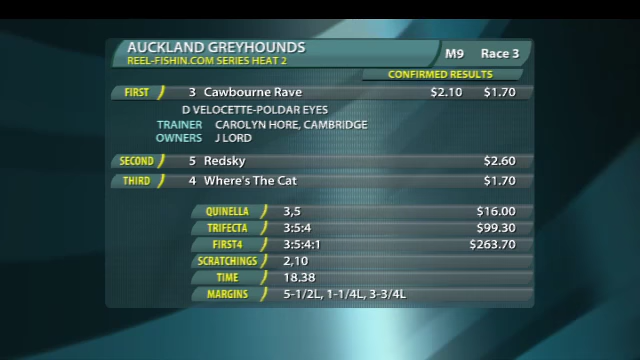 AUCKLAND GREYHOUNDS M9 Race 3
REEL-FISHIN.COM SERIES HEAT 2
CONFIRMED RESULTS
FIRST 3 Cawbourne Rave $2.10 $1.70
D VELOCETTE-POLDAR EYES
TRAINER CAROLYN HORE, CAMBRIDGE
OWNERS J LORD
SECOND 5 Redsky $2.60
THIRD 4 Where's The Cat $1.70
QUINELLA 3,5 $16.00
TRIFECTA 3:5:4 $99.30
FIRST4 3:5:4:1 $263.70
SCRATCHINGS 2,10
TIME 18.38
MARGINS 5-1/2L, 1-1/4L, 3-3/4L